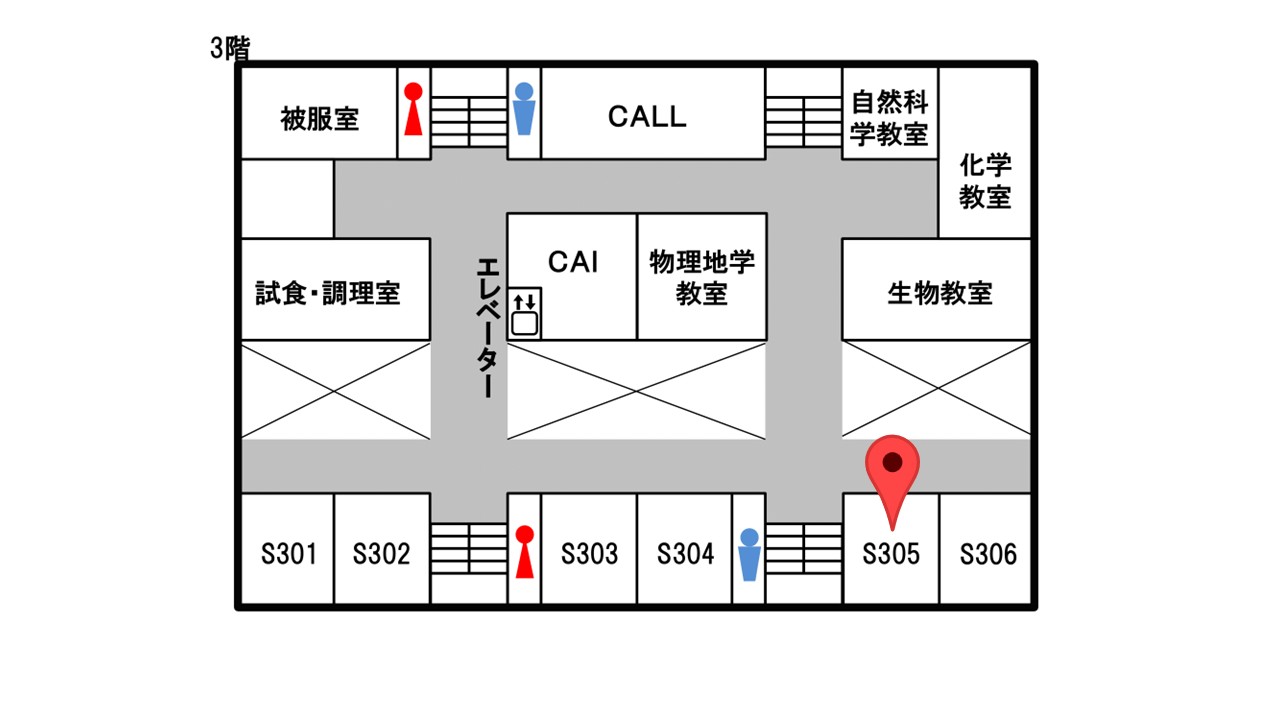 3階
被服室
CALL
自然科
学教室
化学
教室
CAI
物理地学
教室
エレベーター
試食・調理室
生物教室
S301
S302
S303
S304
S305
S306